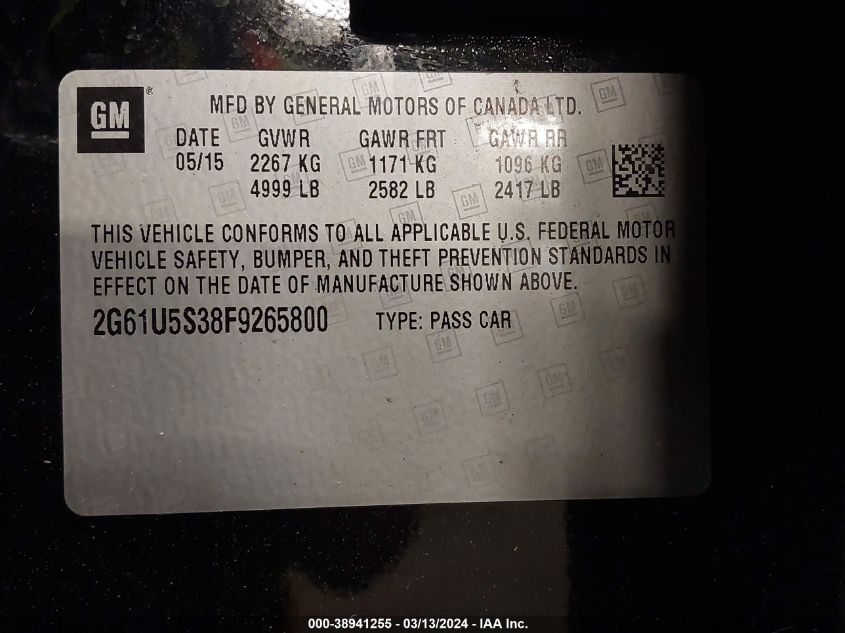 GM ®
MFD BY GENERAL MOTORS OF CANADA LTD.
DATE GVWR GAWR FRT GAWR RR
05/15 2267 KG 1171 KG 1096 KG
4999 LB 2582 LB 2417 LB
THIS VEHICLE CONFORMS TO ALL APPLICABLE U.S. FEDERAL MOTOR
VEHICLE SAFETY, BUMPER, AND THEFT PREVENTION STANDARDS IN
EFFECT ON THE DATE OF MANUFACTURE SHOWN ABOVE.
2G61U5S38F9265800 TYPE: PASS CAR
000-38941255 - 03/13/2024 - IAA Inc.